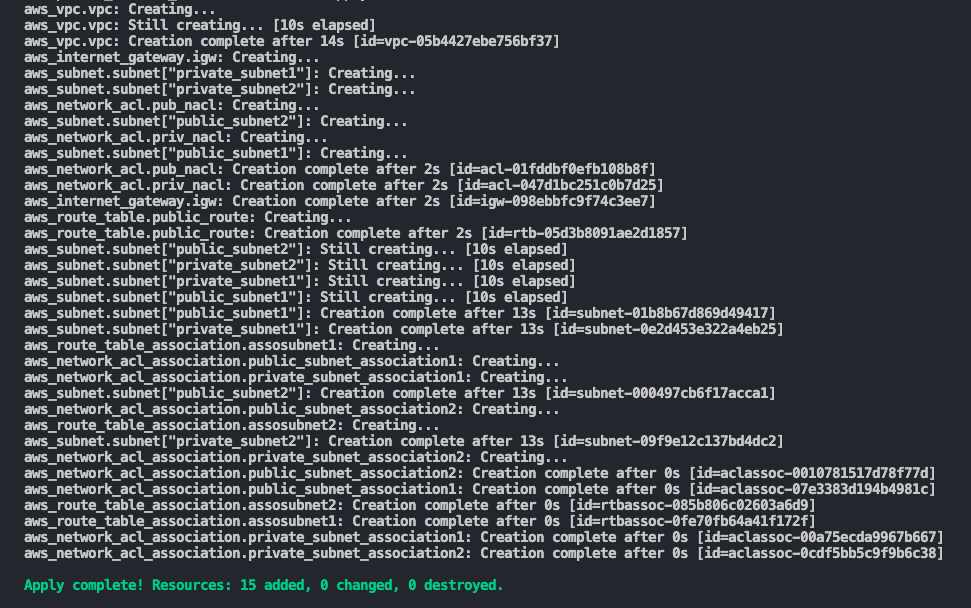 aws_vpc.vpc: Creating...
aws_vpc.vpc: Still creating... [10s elapsed]
aws_vpc.vpc: Creation complete after 14s [id=vpc-05b4427ebe756bf37]
aws_internet_gateway.igw: Creating...
aws_subnet.subnet["private_subnet1"]: Creating...
aws_subnet.subnet["private_subnet2"]: Creating...
aws_network_acl.pub_nacl: Creating...
aws_subnet.subnet["public_subnet2"]: Creating...
aws_network_acl.priv_nacl: Creating...
aws_subnet.subnet["public_subnet1"]: Creating...
aws_network_acl.pub_nacl: Creation complete after 2s [id=acl-01fddbf0efb108b8f]
aws_network_acl.priv_nacl: Creation complete after 2s [id=acl-047d1bc251c0b7d25]
aws_internet_gateway.igw: Creation complete after 2s [id=igw-098ebbfc9f74c3ee7]
aws_route_table.public_route: Creating...
aws_route_table.public_route: Creation complete after 2s [id=rtb-05d3b8091ae2d1857]
aws_subnet.subnet["public_subnet2"]: Still creating... [10s elapsed]
aws_subnet.subnet["private_subnet2"]: Still creating... [10s elapsed]
aws_subnet.subnet["private_subnet1"]: Still creating... [10s elapsed]
aws_subnet.subnet["public_subnet1"]: Still creating... [10s elapsed]
aws_subnet.subnet["public_subnet1"]: Creation complete after 13s [id=subnet-01b8b67d869d49417]
aws_subnet.subnet["private_subnet1"]: Creation complete after 13s [id=subnet-0e2d453e322a4eb25]
aws_route_table_association.assosubnet1: Creating...
aws_network_acl_association.public_subnet_association1: Creating...
aws_network_acl_association.private_subnet_association1: Creating...
aws_subnet.subnet["public_subnet2"]: Creation complete after 13s [id=subnet-000497cb6f17acca1]
aws_network_acl_association.public_subnet_association2: Creating...
aws_route_table_association.assosubnet2: Creating...
aws_subnet.subnet["private_subnet2"]: Creation complete after 13s [id=subnet-09f9e12c137bd4dc2]
aws_network_acl_association.private_subnet_association2: Creating...
aws_network_acl_association.public_subnet_association2: Creation complete after 0s [id=aclassoc-0010781517d78f77d]
aws_network_acl_association.public_subnet_association1: Creation complete after 0s [id=aclassoc-07e3383d194b4981c]
aws_route_table_association.assosubnet2: Creation complete after 0s [id=rtbassoc-085b806c02603a6d9]
aws_route_table_association.assosubnet1: Creation complete after 0s [id=rtbassoc-0fe70fb64a41f172f]
aws_network_acl_association.private_subnet_association1: Creation complete after 0s [id=aclassoc-00a75ecda9967b667]
aws_network_acl_association.private_subnet_association2: Creation complete after 0s [id=aclassoc-0cdf5bb5c9f9b6c38]
Apply complete! Resources: 15 added, 0 changed, 0 destroyed.